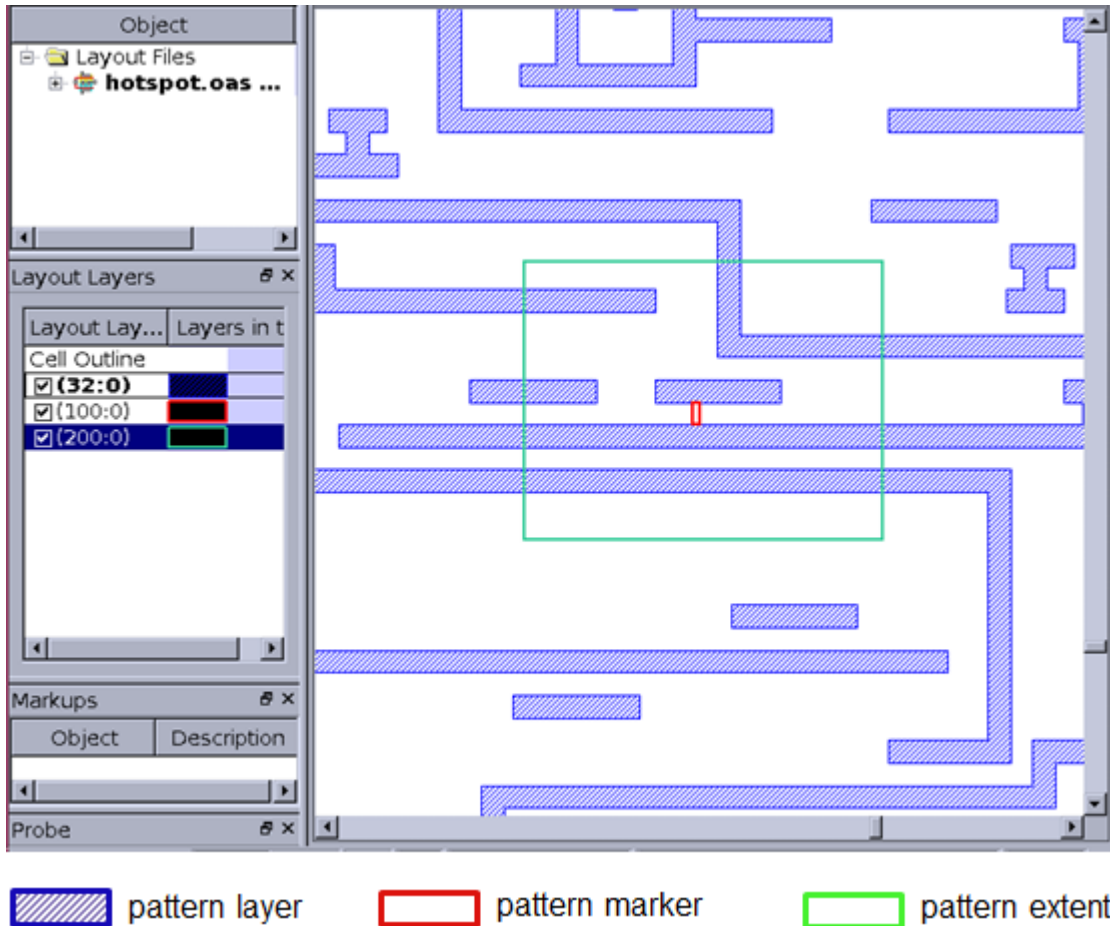 Object
Layout Files
hotspot.oas ...
Layout Layers
Layout Lay... Layers in t
Cell Outline
(32:0)
(100:0)
(200:0)
Markups
Object Description
Probe
pattern layer pattern marker pattern extent